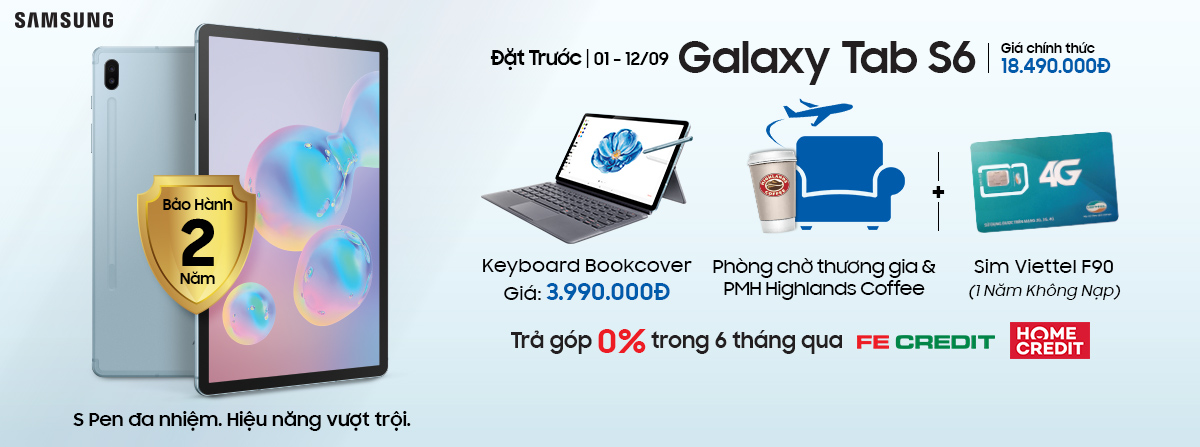 SAMSUNG
Đặt Trước | 01 - 12/09
Galaxy Tab S6
Giá chính thức
18.490.000Đ
Bảo Hành
2
Năm
HIGHLANDS
COFFEE
+
4G
viettel
Keyboard Bookcover
Giá: 3.990.000Đ
Phòng chờ thương gia &
PMH Highlands Coffee
Sim Viettel F90
(1 Năm Không Nạp)
Trả góp 0% trong 6 tháng qua
FE CREDIT
HOME
CREDIT
S Pen đa nhiệm. Hiệu năng vượt trội.